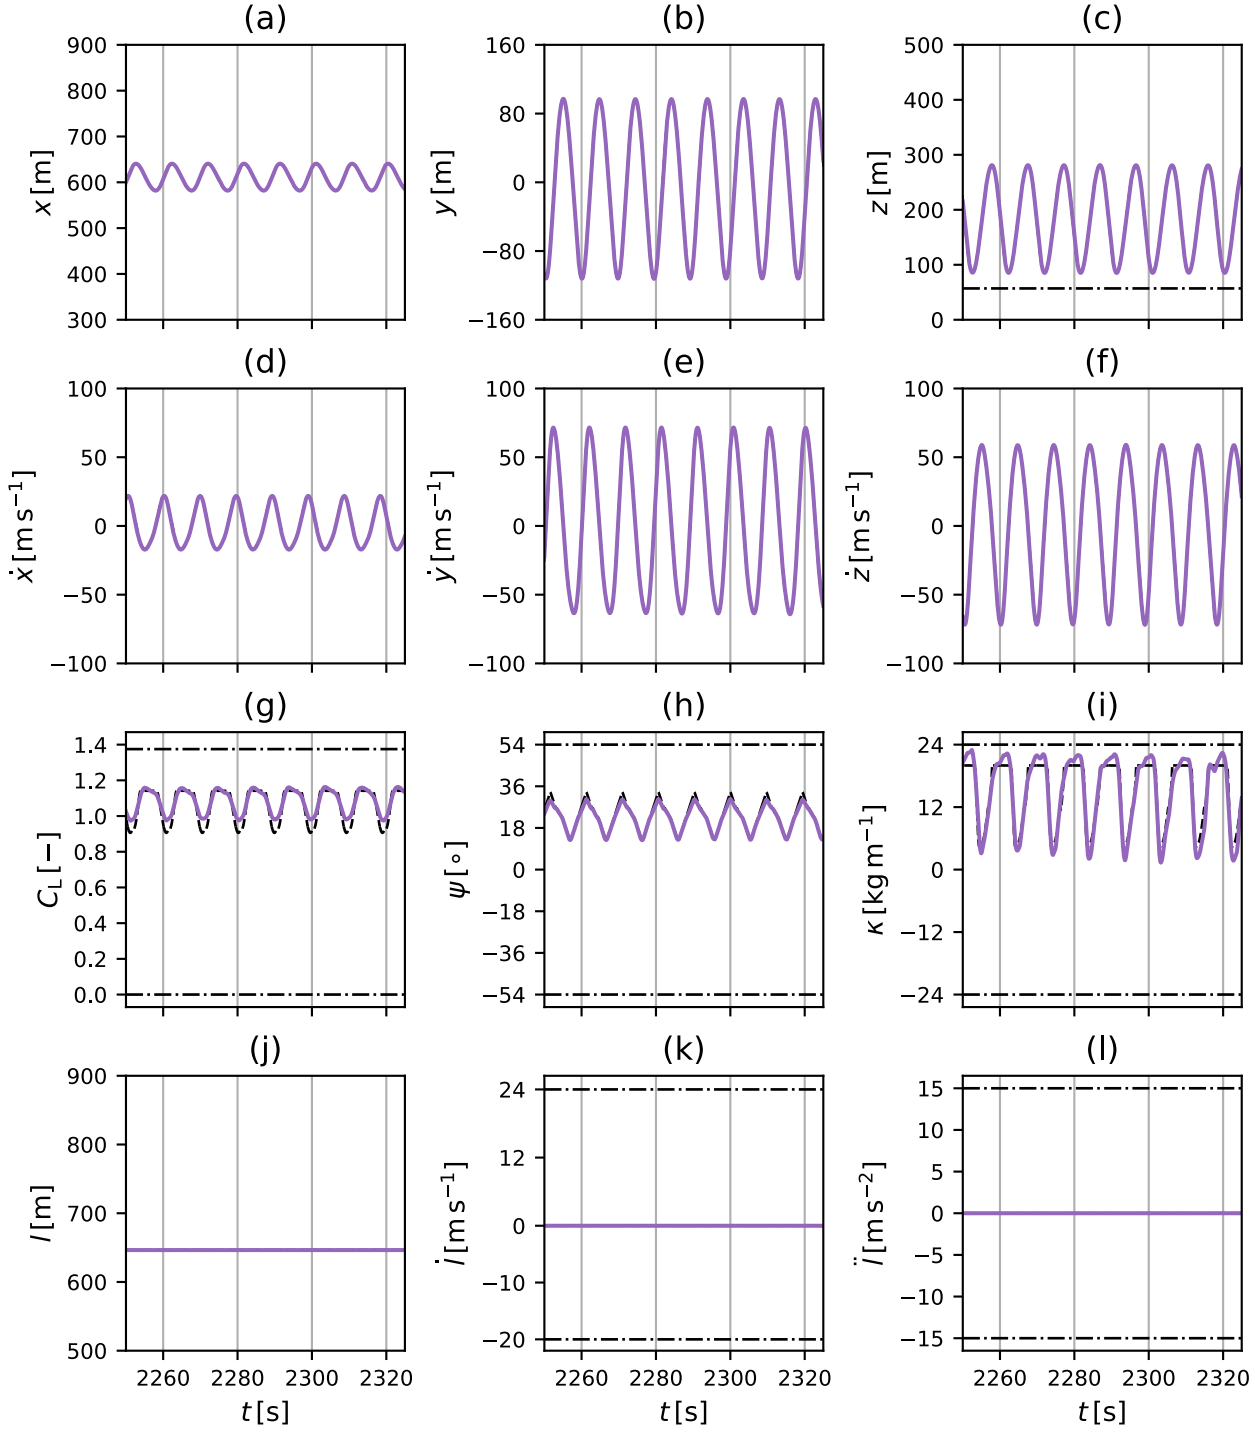 (a)
900
800
700
600
500
400
300
x [m]
(b)
160
80
0
−80
−160
y [m]
(c)
500
400
300
200
100
0
z [m]
(d)
100
50
0
−50
−100
ẋ [m s⁻¹]
(e)
100
50
0
−50
−100
ẏ [m s⁻¹]
(f)
100
50
0
−50
−100
ż [m s⁻¹]
(g)
1.4
1.2
1.0
0.8
0.6
0.4
0.2
0.0
C_L [−]
(h)
54
36
18
0
−18
−36
−54
ψ [∘]
(i)
24
12
0
−12
−24
κ [kg m⁻¹]
(j)
900
800
700
600
500
l [m]
2260 2280 2300 2320
t [s]
(k)
24
12
0
−10
−20
l̇ [m s⁻¹]
2260 2280 2300 2320
t [s]
(l)
15
10
5
0
−5
−10
−15
l̈ [m s⁻²]
2260 2280 2300 2320
t [s]